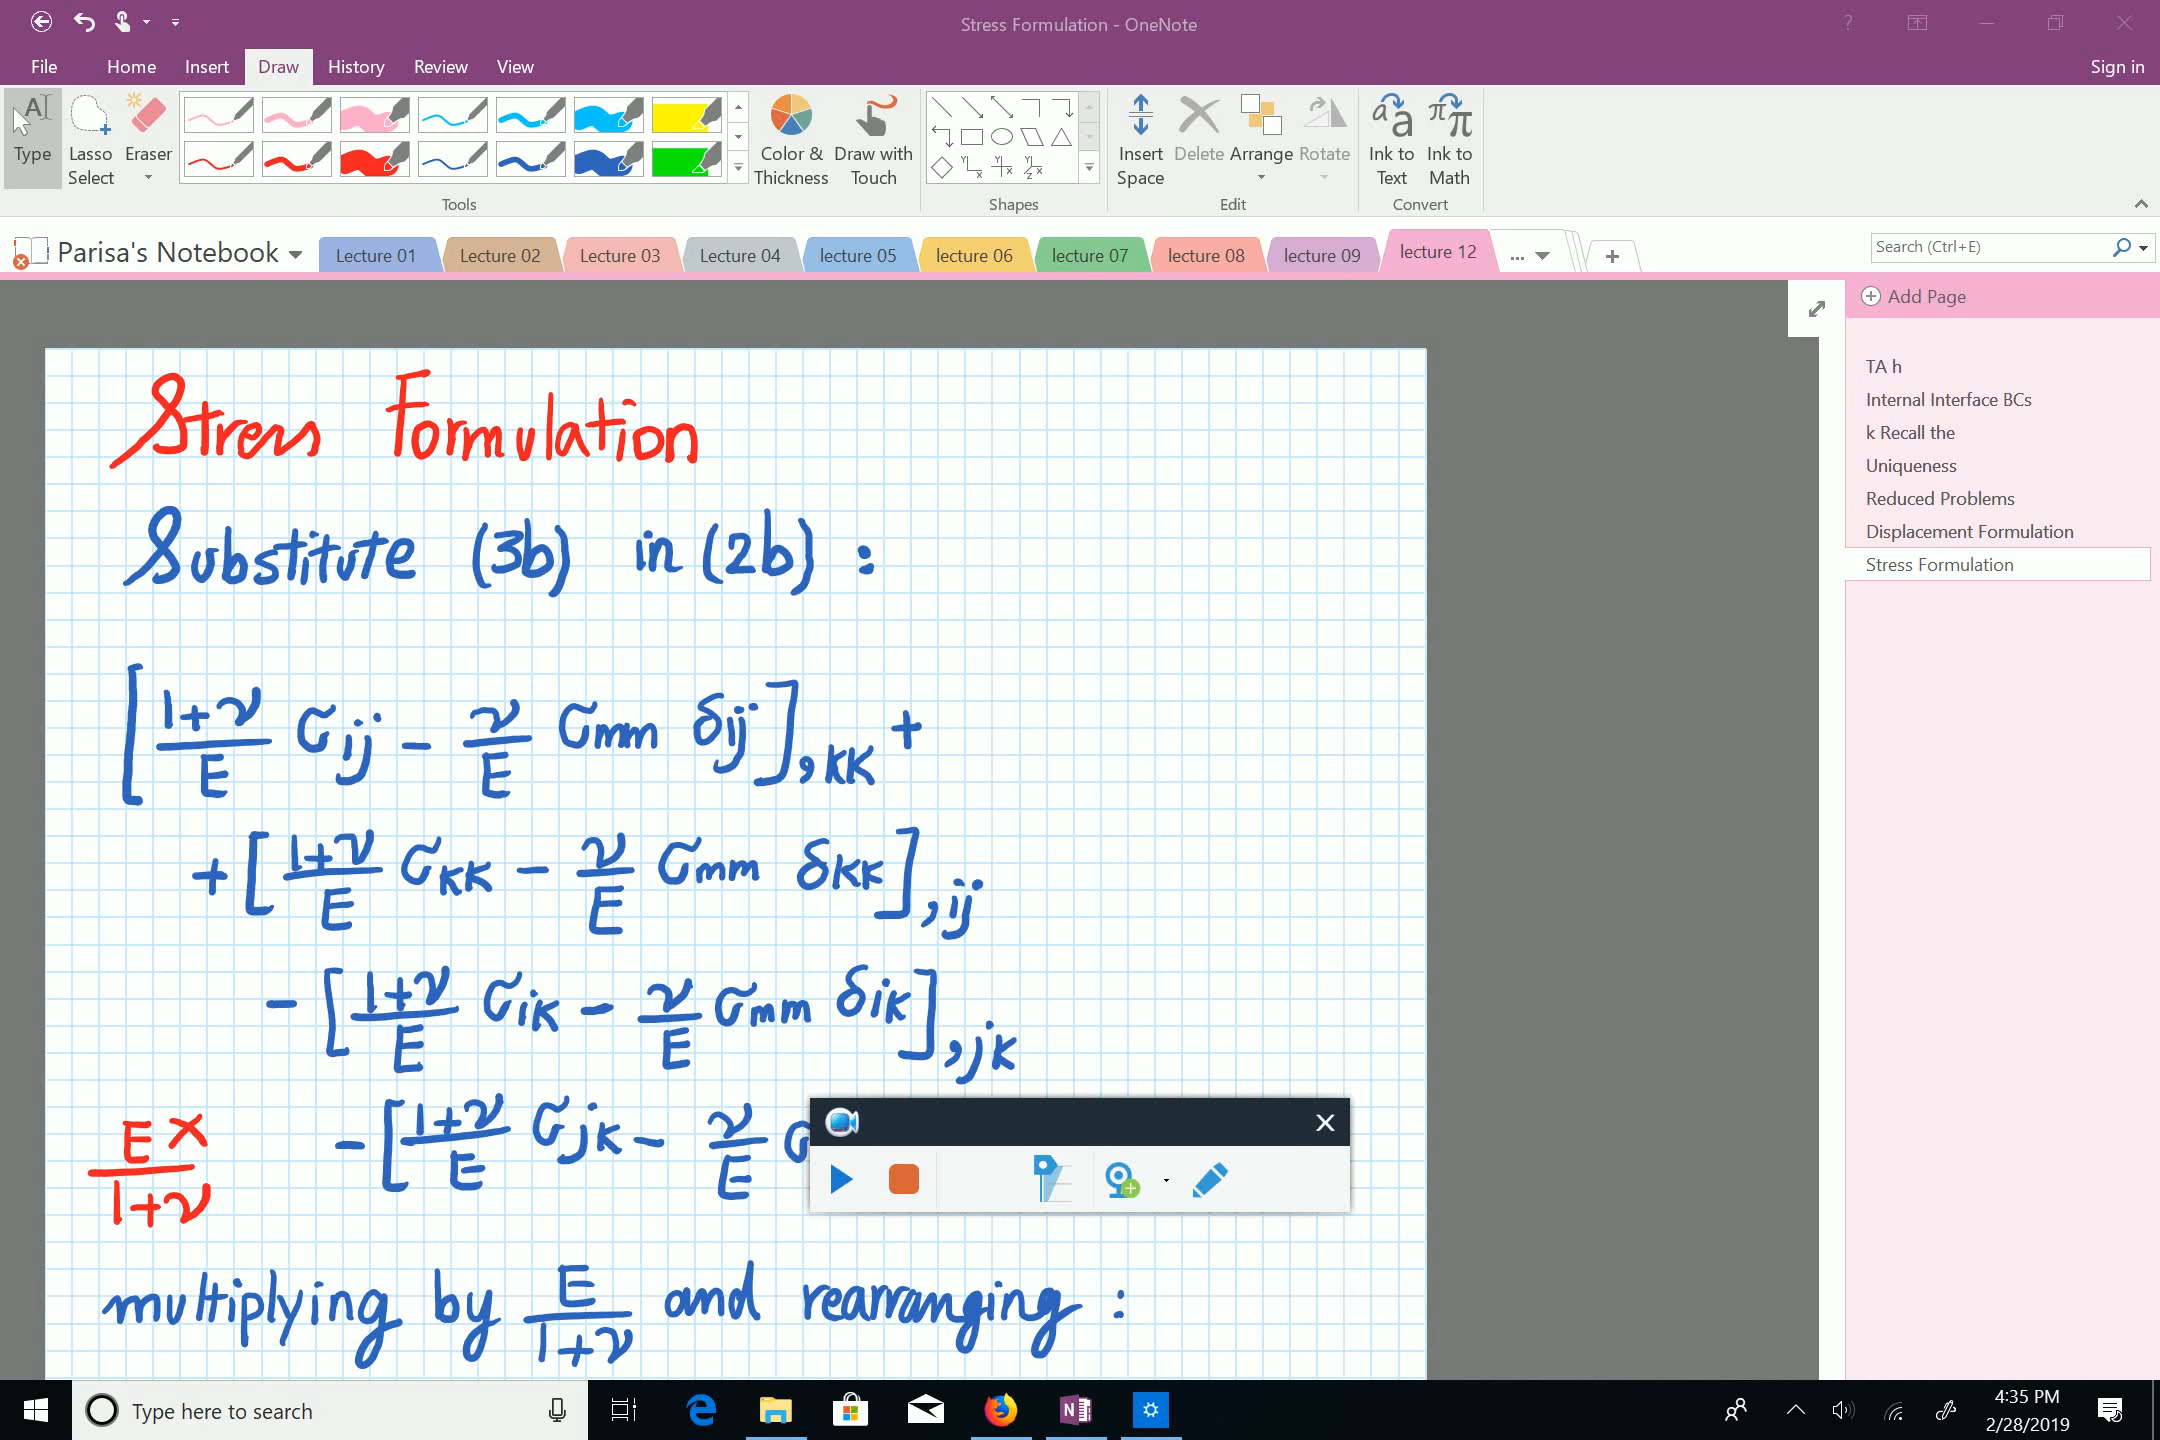 Stress Formulation - OneNote
?
File Home Insert Draw History Review View
Sign in
Type
Lasso Select
Eraser
Color & Thickness
Draw with Touch
Insert Space
Delete
Arrange
Rotate
Ink to Text
Ink to Math
Tools
Shapes
Edit
Convert
Parisa's Notebook
Lecture 01
Lecture 02
Lecture 03
Lecture 04
lecture 05
lecture 06
lecture 07
lecture 08
lecture 09
lecture 12
...
Search (Ctrl+E)
Add Page
TA h
Internal Interface BCs
k Recall the
Uniqueness
Reduced Problems
Displacement Formulation
Stress Formulation
Stress Formulation
Substitute (3b) in (2b) :
[ (1+ν)/E σij − ν/E σmm δij ],kk +
+ [ (1+ν)/E σkk − ν/E σmm δkk ],ij
− [ (1+ν)/E σik − ν/E σmm δik ],jk
E/(1+ν) × − [ (1+ν)/E σjk − ν/E σ
multiplying by E/(1+ν) and rearranging :
Type here to search
4:35 PM
2/28/2019